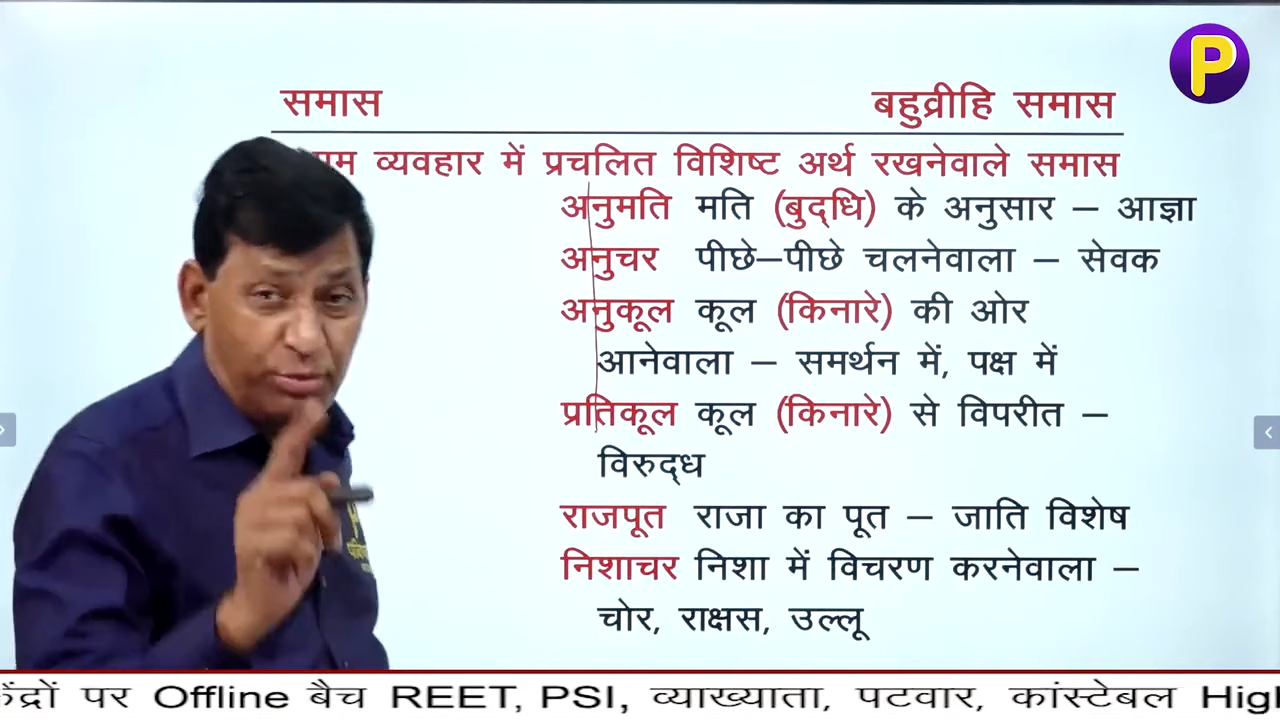 P
समास बहुव्रीहि समास
व्यवहार में प्रचलित विशिष्ट अर्थ रखनेवाले समास
अनुमति मति (बुद्‌धि) के अनुसार – आज्ञा
अनुचर पीछे–पीछे चलनेवाला – सेवक
अनुकूल कूल (किनारे) की ओर
आनेवाला – समर्थन में, पक्ष में
प्रतिकूल कूल (किनारे) से विपरीत –
विरुद्‌ध
राजपूत राजा का पूत – जाति विशेष
निशाचर निशा में विचरण करनेवाला –
चोर, राक्षस, उल्लू
पर Offline बैच REET, PSI, व्याख्याता, पटवार, कांस्टेबल